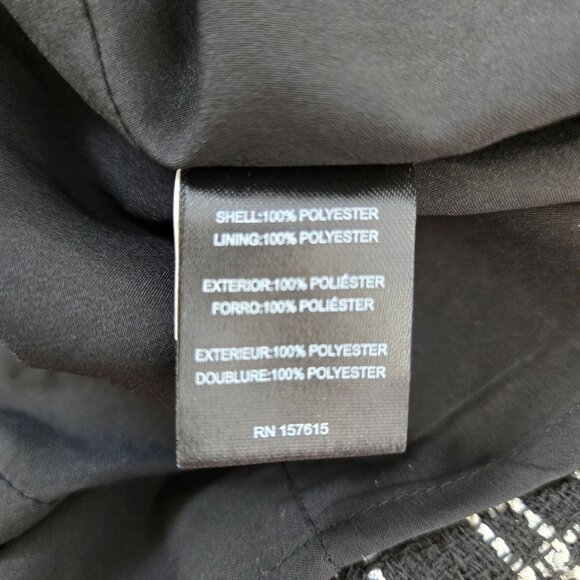 SHELL:100% POLYESTER
LINING:100% POLYESTER
EXTERIOR:100% POLIÉSTER
FORRO:100% POLIÉSTER
EXTERIEUR:100% POLYESTER
DOUBLURE:100% POLYESTER
RN 157615